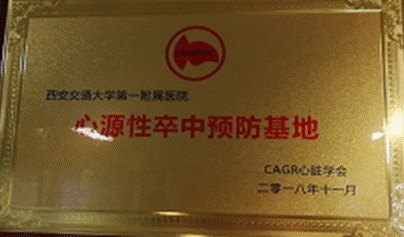 西安交通大学第一附属医院
心源性卒中预防基地
CAGR心脏学会
二零一八年十一月